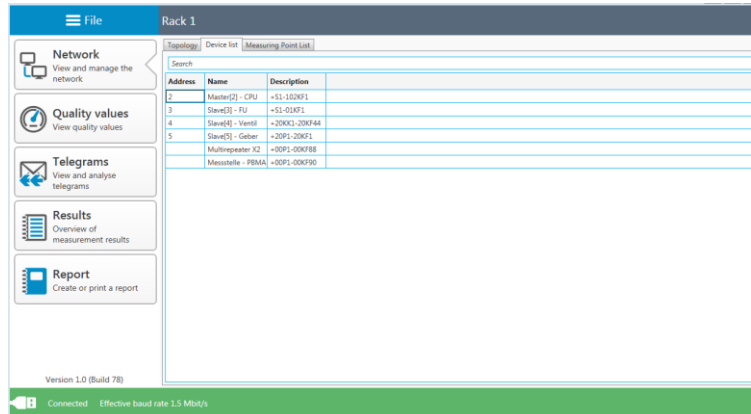 File
Rack 1
Network
View and manage the
network
Quality values
View quality values
Telegrams
View and analyse
telegrams
Results
Overview of
measurement results
Report
Create or print a report
Version 1.0 (Build 78)
Topology Device list Measuring Point List
Search
Address Name Description
2 Master[2] - CPU +S1-102KF1
3 Slave[3] - FU +S1-01KF1
4 Slave[4] - Ventil +20KK1-20KF44
5 Slave[5] - Geber +20P1-20KF1
Multirepeater X2 +00P1-00KF88
Messstelle - PBMA +00P1-00KF90
Connected Effective baud rate 1.5 Mbit/s